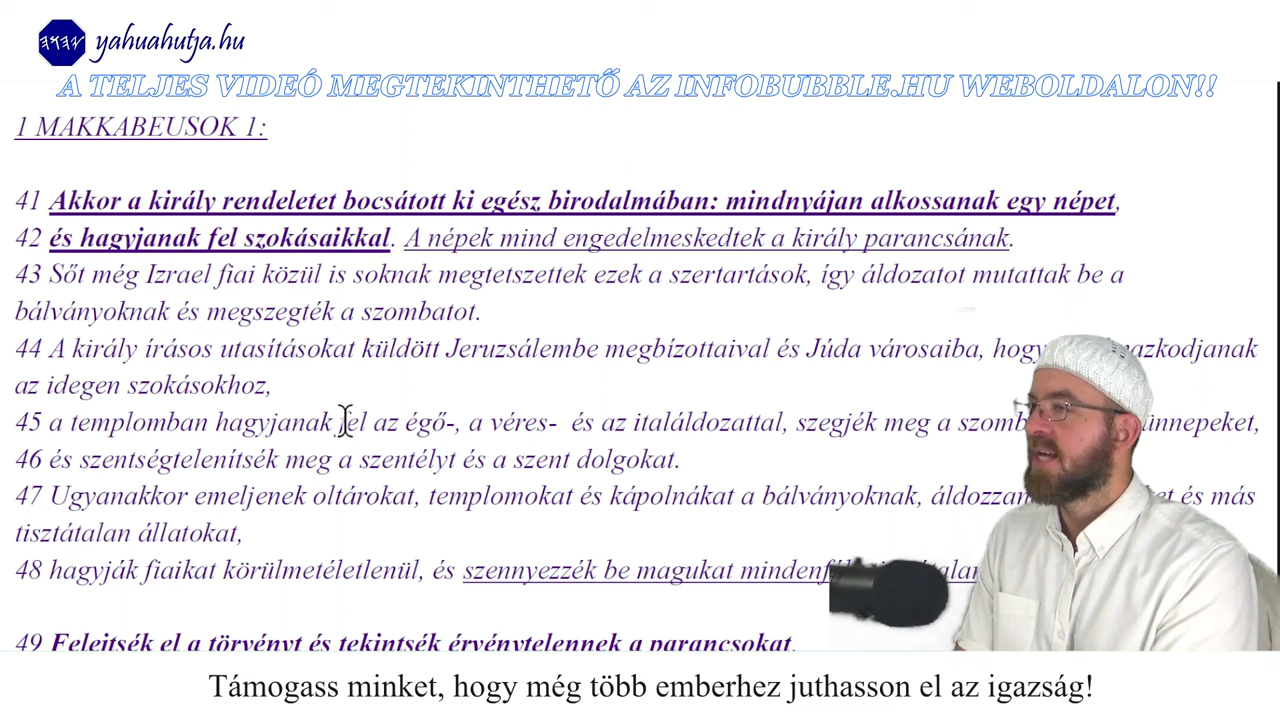 yahuahutja.hu
A TELJES VIDEÓ MEGTEKINTHETŐ AZ INFOBUBBLE.HU WEBOLDALON!!
1 MAKKABEUSOK 1:
41 Akkor a király rendeletet bocsátott ki egész birodalmában: mindnyájan alkossanak egy népet,
42 és hagyjanak fel szokásaikkal. A népek mind engedelmeskedtek a király parancsának.
43 Sőt még Izrael fiai közül is soknak megtetszettek ezek a szertartások, így áldozatot mutattak be a
bálványoknak és megszegték a szombatot.
44 A király írásos utasításokat küldött Jeruzsálembe megbízottaival és Júda városaiba,
az idegen szokásokhoz,
45 a templomban hagyjanak fel az égő-, a véres- és az italáldozattal, szegjék meg a ünnepeket,
46 és szentségtelenítsék meg a szentélyt és a szent dolgokat.
47 Ugyanakkor emeljenek oltárokat, templomokat és kápolnákat a bálványoknak, és más
tisztátalan állatokat,
48 hagyják fiaikat körülmetéletlenül, és szennyezzék be magukat
49 Felejtsék el a törvényt és tekintsék érvénytelennek a parancsokat.
Támogass minket, hogy még több emberhez juthasson el az igazság!